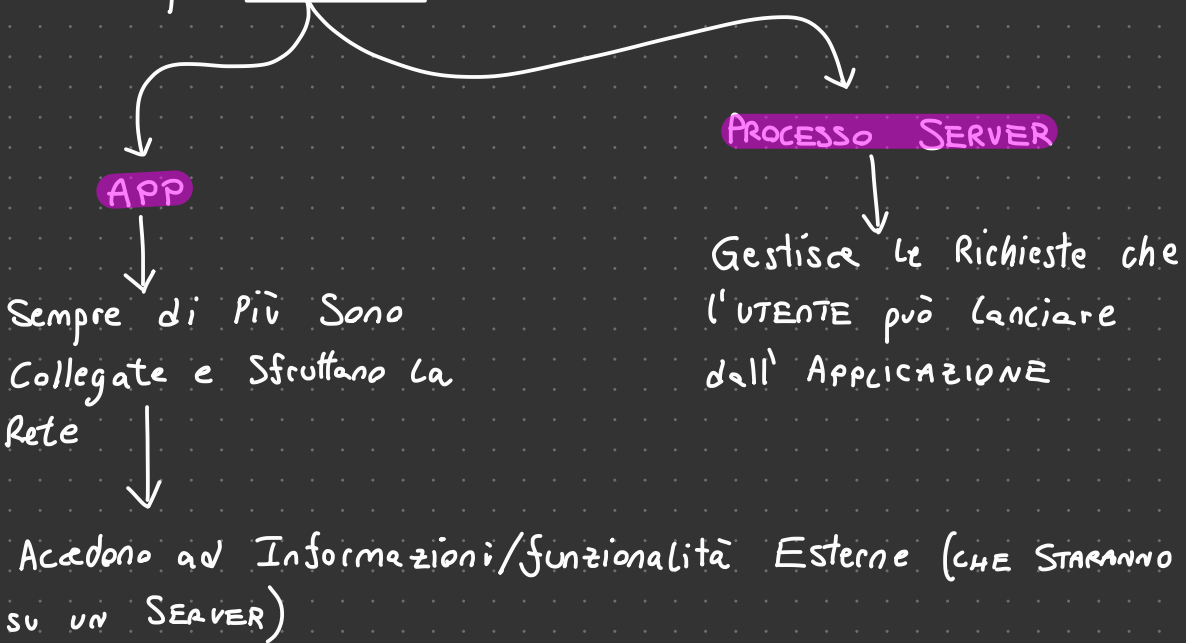 APP
Sempre di Più Sono
Collegate e Sfruttano La
Rete
Accedono ad Informazioni/funzionalità Esterne (CHE STARANNO
SU UN SERVER)
PROCESSO SERVER
Gestisce Le Richieste che
l'UTENTE può Lanciare
dall' APPLICAZIONE